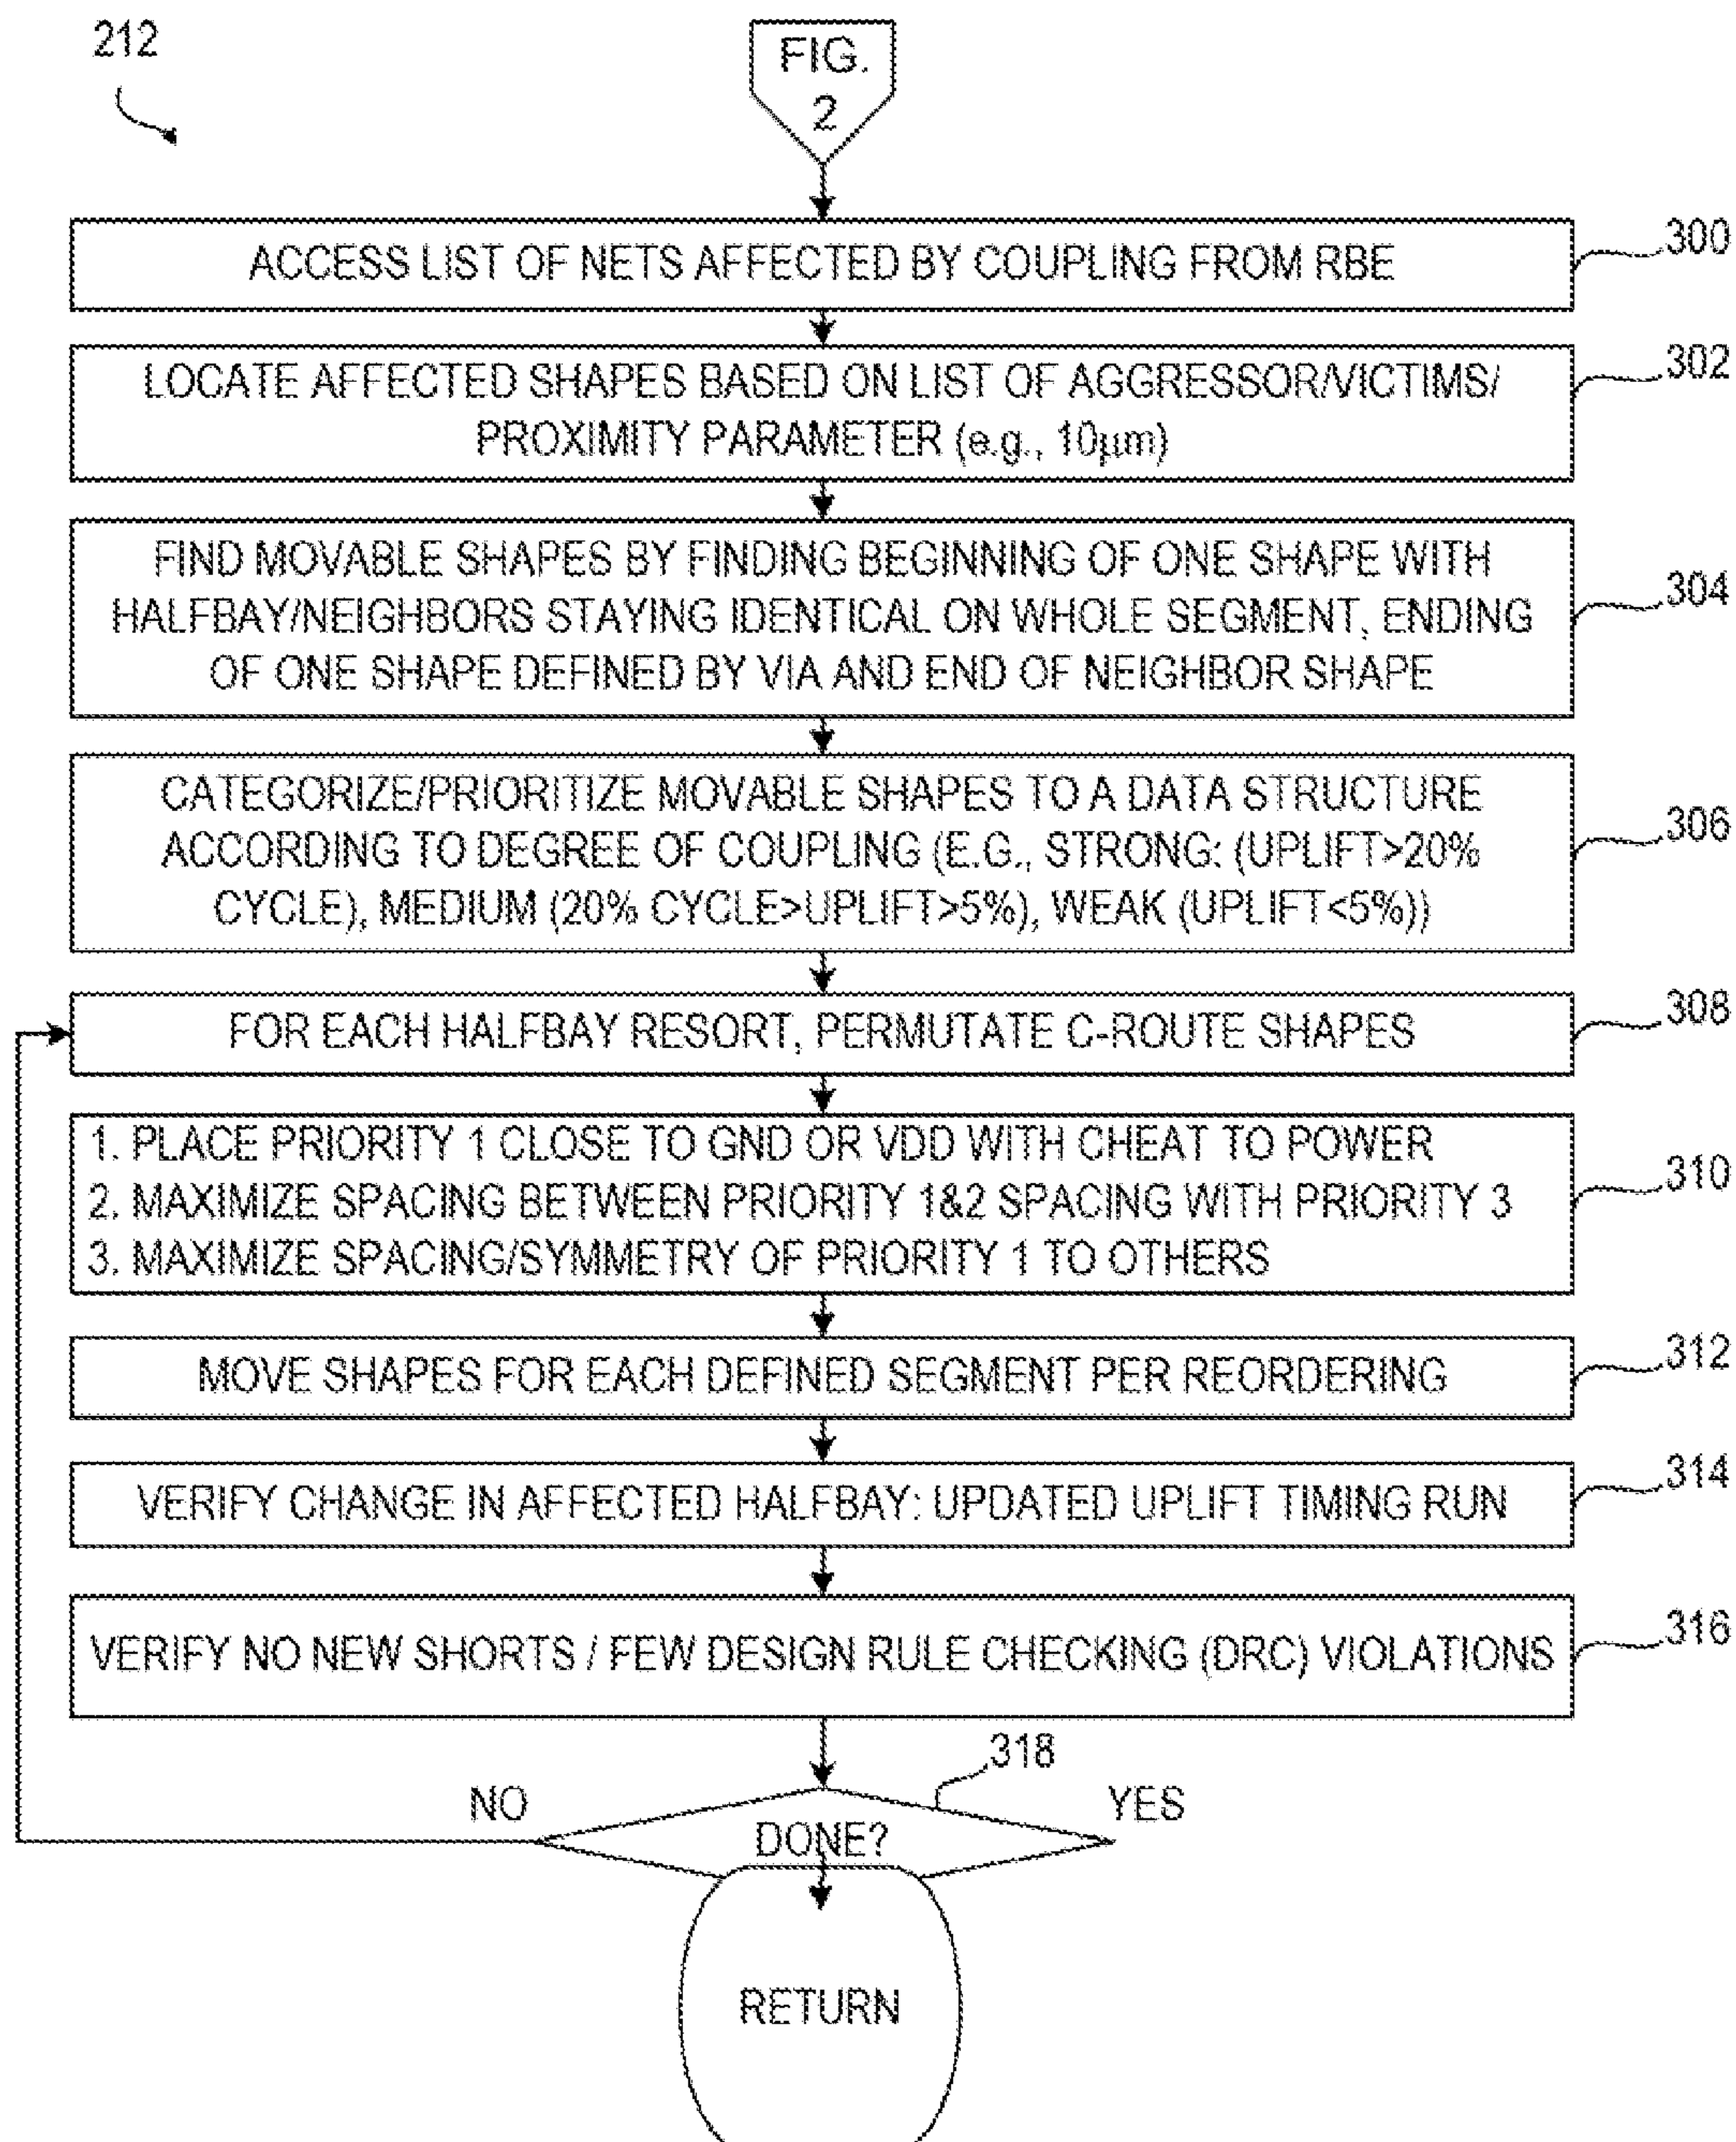 212
FIG.
2
ACCESS LIST OF NETS AFFECTED BY COUPLING FROM RBE
300
LOCATE AFFECTED SHAPES BASED ON LIST OF AGGRESSOR/VICTIMS/
PROXIMITY PARAMETER (e.g., 10μm)
302
FIND MOVABLE SHAPES BY FINDING BEGINNING OF ONE SHAPE WITH
HALFBAY/NEIGHBORS STAYING IDENTICAL ON WHOLE SEGMENT, ENDING
OF ONE SHAPE DEFINED BY VIA AND END OF NEIGHBOR SHAPE
304
CATEGORIZE/PRIORITIZE MOVABLE SHAPES TO A DATA STRUCTURE
ACCORDING TO DEGREE OF COUPLING (E.G., STRONG: (UPLIFT>20%
CYCLE), MEDIUM (20% CYCLE>UPLIFT>5%), WEAK (UPLIFT<5%))
306
FOR EACH HALFBAY RESORT, PERMUTATE C-ROUTE SHAPES
308
1. PLACE PRIORITY 1 CLOSE TO GND OR VDD WITH CHEAT TO POWER
2. MAXIMIZE SPACING BETWEEN PRIORITY 1&2 SPACING WITH PRIORITY 3
3. MAXIMIZE SPACING/SYMMETRY OF PRIORITY 1 TO OTHERS
310
MOVE SHAPES FOR EACH DEFINED SEGMENT PER REORDERING
312
VERIFY CHANGE IN AFFECTED HALFBAY: UPDATED UPLIFT TIMING RUN
314
VERIFY NO NEW SHORTS / FEW DESIGN RULE CHECKING (DRC) VIOLATIONS
316
318
NO
YES
DONE?
RETURN